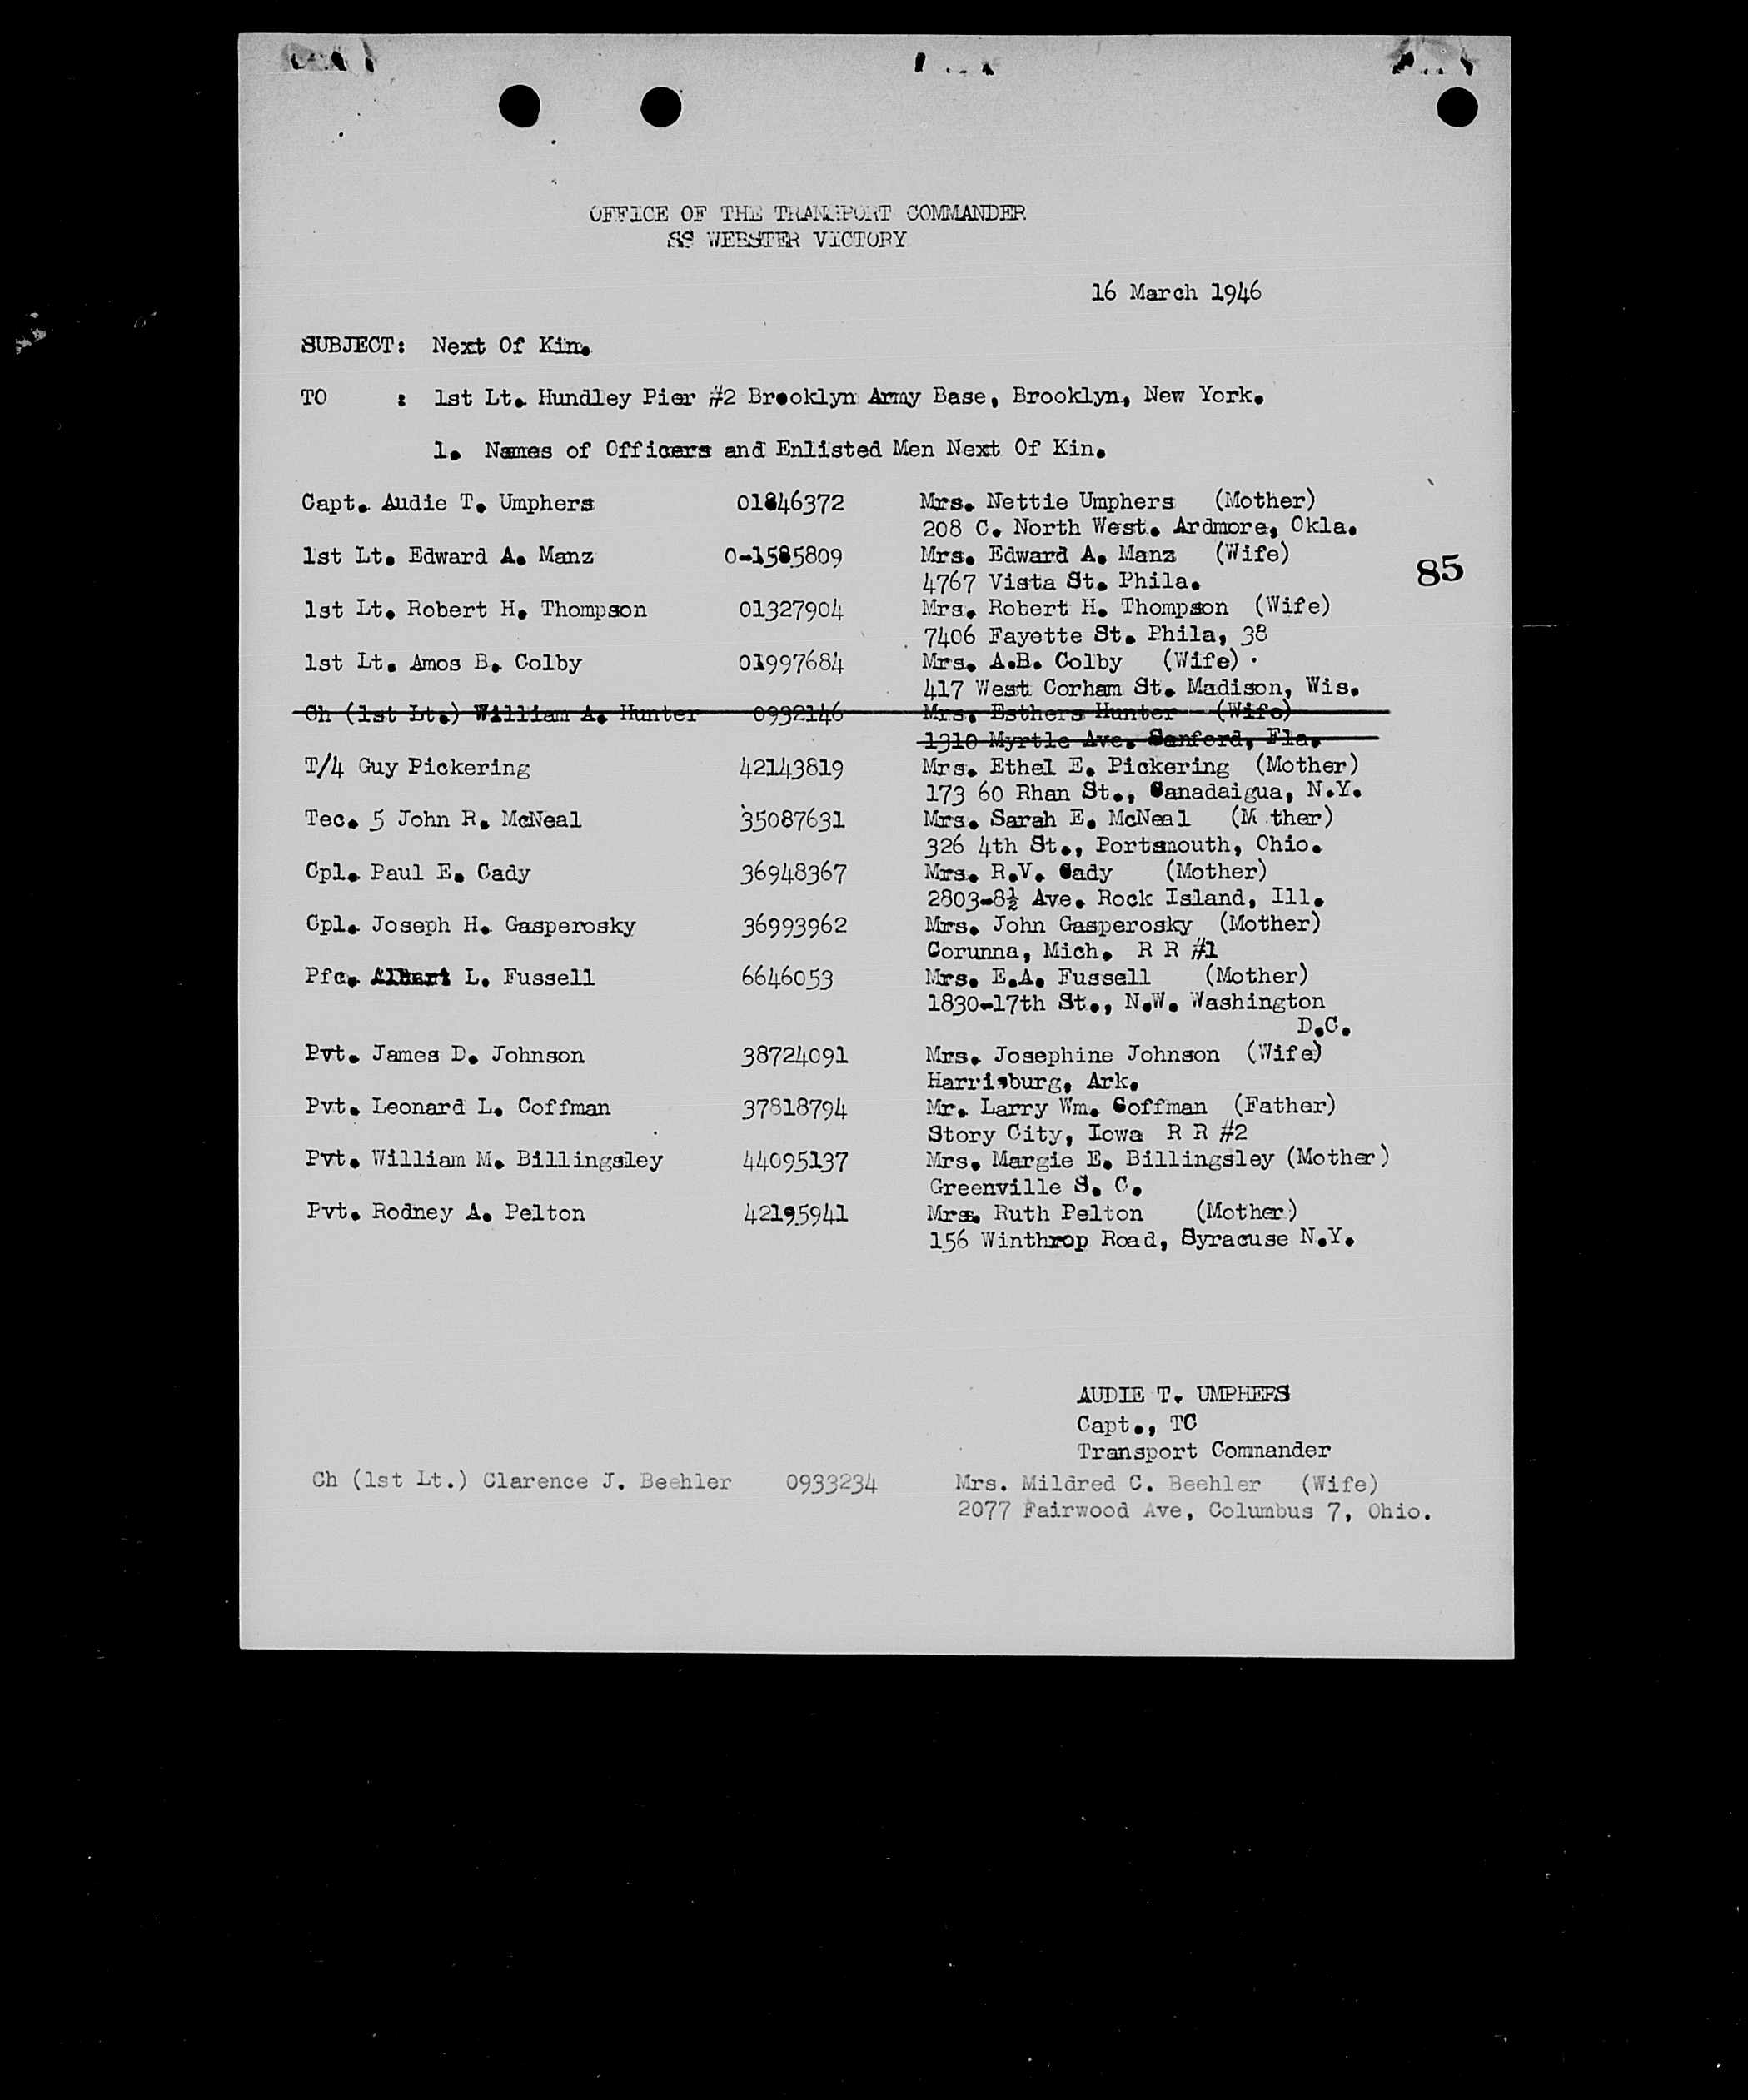 OFFICE OF THE TRANSPORT COMMANDER
SS WEBSTER VICTORY
16 March 1946
SUBJECT: Next Of Kin.
TO : 1st Lt. Hundley Pier #2 Brooklyn Army Base, Brooklyn, New York.
1. Names of Officers and Enlisted Men Next Of Kin.
Capt. Audie T. Umphers 01846372 Mrs. Nettie Umphers (Mother)
208 C. North West. Ardmore, Okla.
1st Lt. Edward A. Manz 0-1585809 Mrs. Edward A. Manz (Wife)
85
4767 Vista St. Phila.
1st Lt. Robert H. Thompson 01327904 Mrs. Robert H. Thompson (Wife)
7406 Fayette St. Phila, 38
1st Lt. Amos B. Colby 01997684 Mrs. A.B. Colby (Wife)
417 West Corham St. Madison, Wis.
Ch (1st Lt.) William A. Hunter 0932146 Mrs. Esthers Hunter (Wife)
1310 Myrtle Ave. Sanford, Fla.
T/4 Guy Pickering 42143819 Mrs. Ethel E. Pickering (Mother)
173 60 Rhan St., Canadaigua, N.Y.
Tec. 5 John R. McNeal 35087631 Mrs. Sarah E. McNeal (M ther)
326 4th St., Portsmouth, Ohio.
Cpl. Paul E. Cady 36948367 Mrs. R.V. Cady (Mother)
2803-8½ Ave. Rock Island, Ill.
Cpl. Joseph H. Gasperosky 36993962 Mrs. John Gasperosky (Mother)
Corunna, Mich. R R #1
Pfc. Albert L. Fussell 6646053 Mrs. E.A. Fussell (Mother)
1830-17th St., N.W. Washington
D.C.
Pvt. James D. Johnson 38724091 Mrs. Josephine Johnson (Wife)
Harrisburg, Ark.
Pvt. Leonard L. Coffman 37818794 Mr. Larry Wm. Coffman (Father)
Story City, Iowa R R #2
Pvt. William M. Billingsley 44095137 Mrs. Margie E. Billingsley (Mother)
Greenville S. C.
Pvt. Rodney A. Pelton 42195941 Mrs. Ruth Pelton (Mother)
156 Winthrop Road, Syracuse N.Y.
AUDIE T. UMPHERS
Capt., TC
Transport Commander
Ch (1st Lt.) Clarence J. Beehler 0933234 Mrs. Mildred C. Beehler (Wife)
2077 Fairwood Ave, Columbus 7, Ohio.